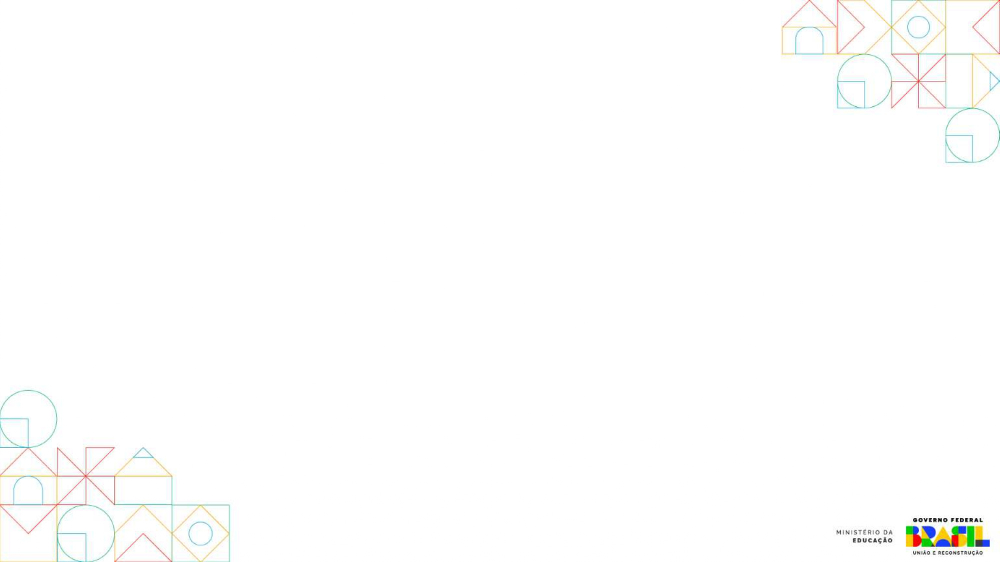 MINISTÉRIO DA
EDUCAÇÃO
GOVERNO FEDERAL
BRASIL
UNIÃO E RECONSTRUÇÃO